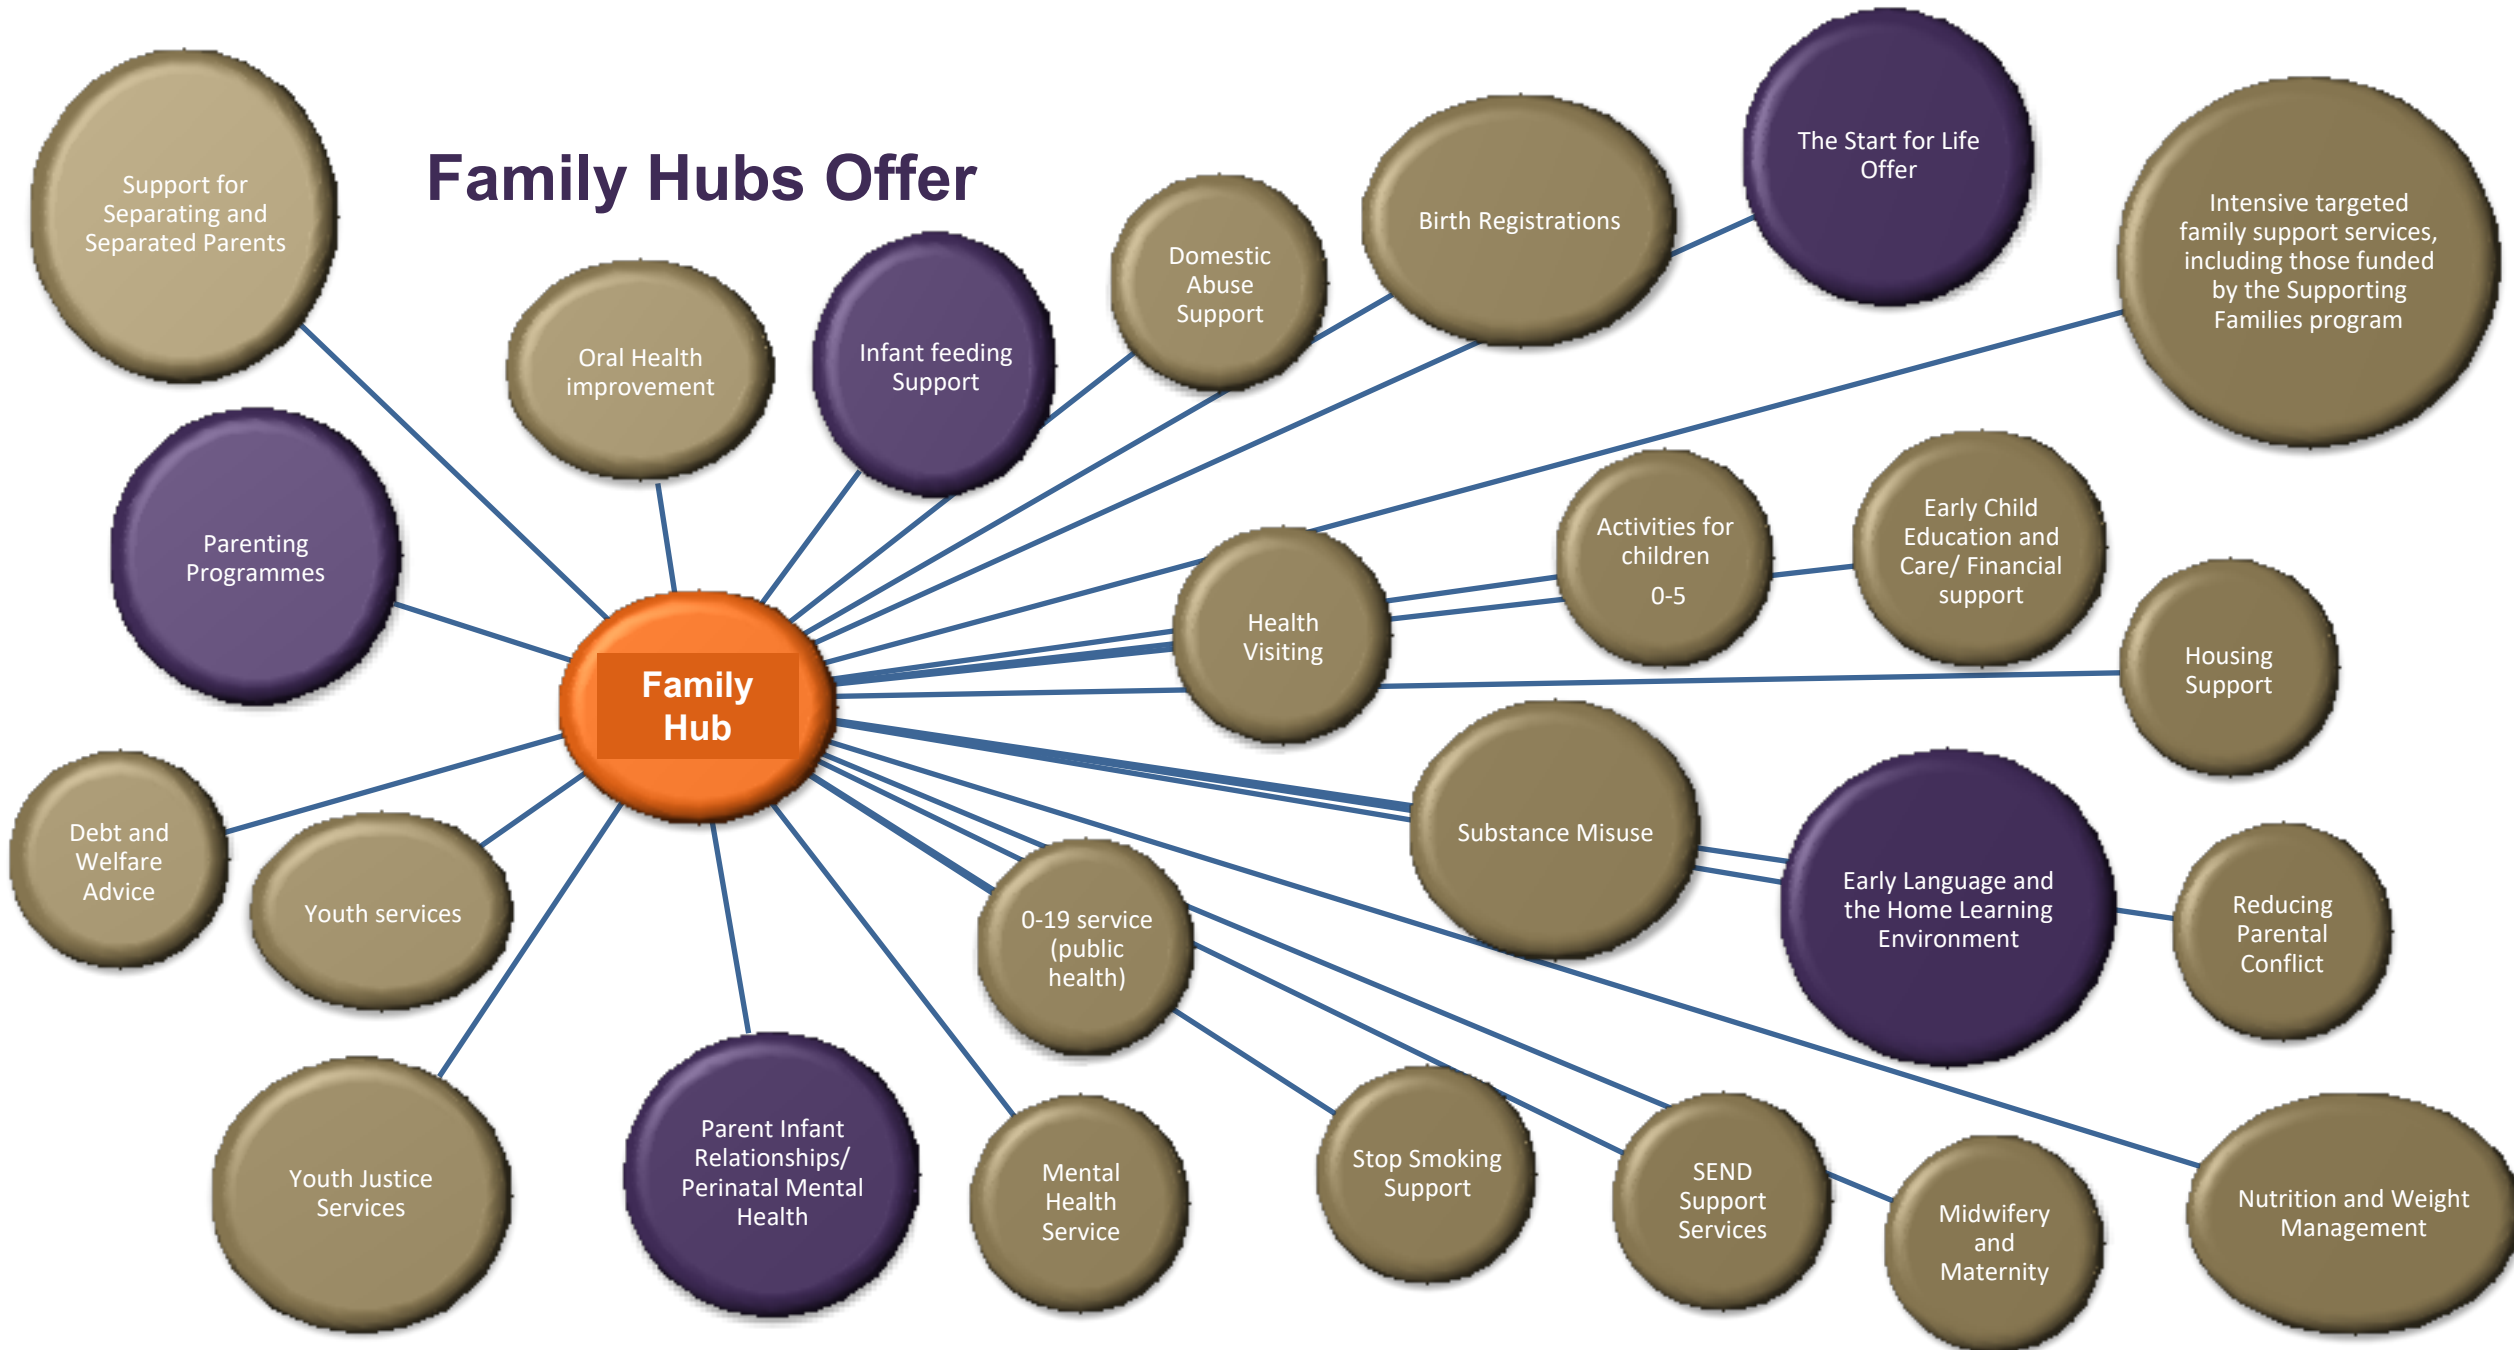 Family Hubs Offer
Support for
Separating and
Separated Parents
Oral Health
improvement
Infant feeding
Support
Domestic
Abuse
Support
Birth Registrations
The Start for Life
Offer
Intensive targeted
family support services,
including those funded
by the Supporting
Families program
Parenting
Programmes
Family
Hub
Health
Visiting
Activities for
children
0-5
Early Child
Education and
Care/ Financial
support
Housing
Support
Debt and
Welfare
Advice
Youth services
0-19 service
(public
health)
Substance Misuse
Early Language and
the Home Learning
Environment
Reducing
Parental
Conflict
Youth Justice
Services
Parent Infant
Relationships/
Perinatal Mental
Health
Mental
Health
Service
Stop Smoking
Support
SEND
Support
Services
Midwifery
and
Maternity
Nutrition and Weight
Management